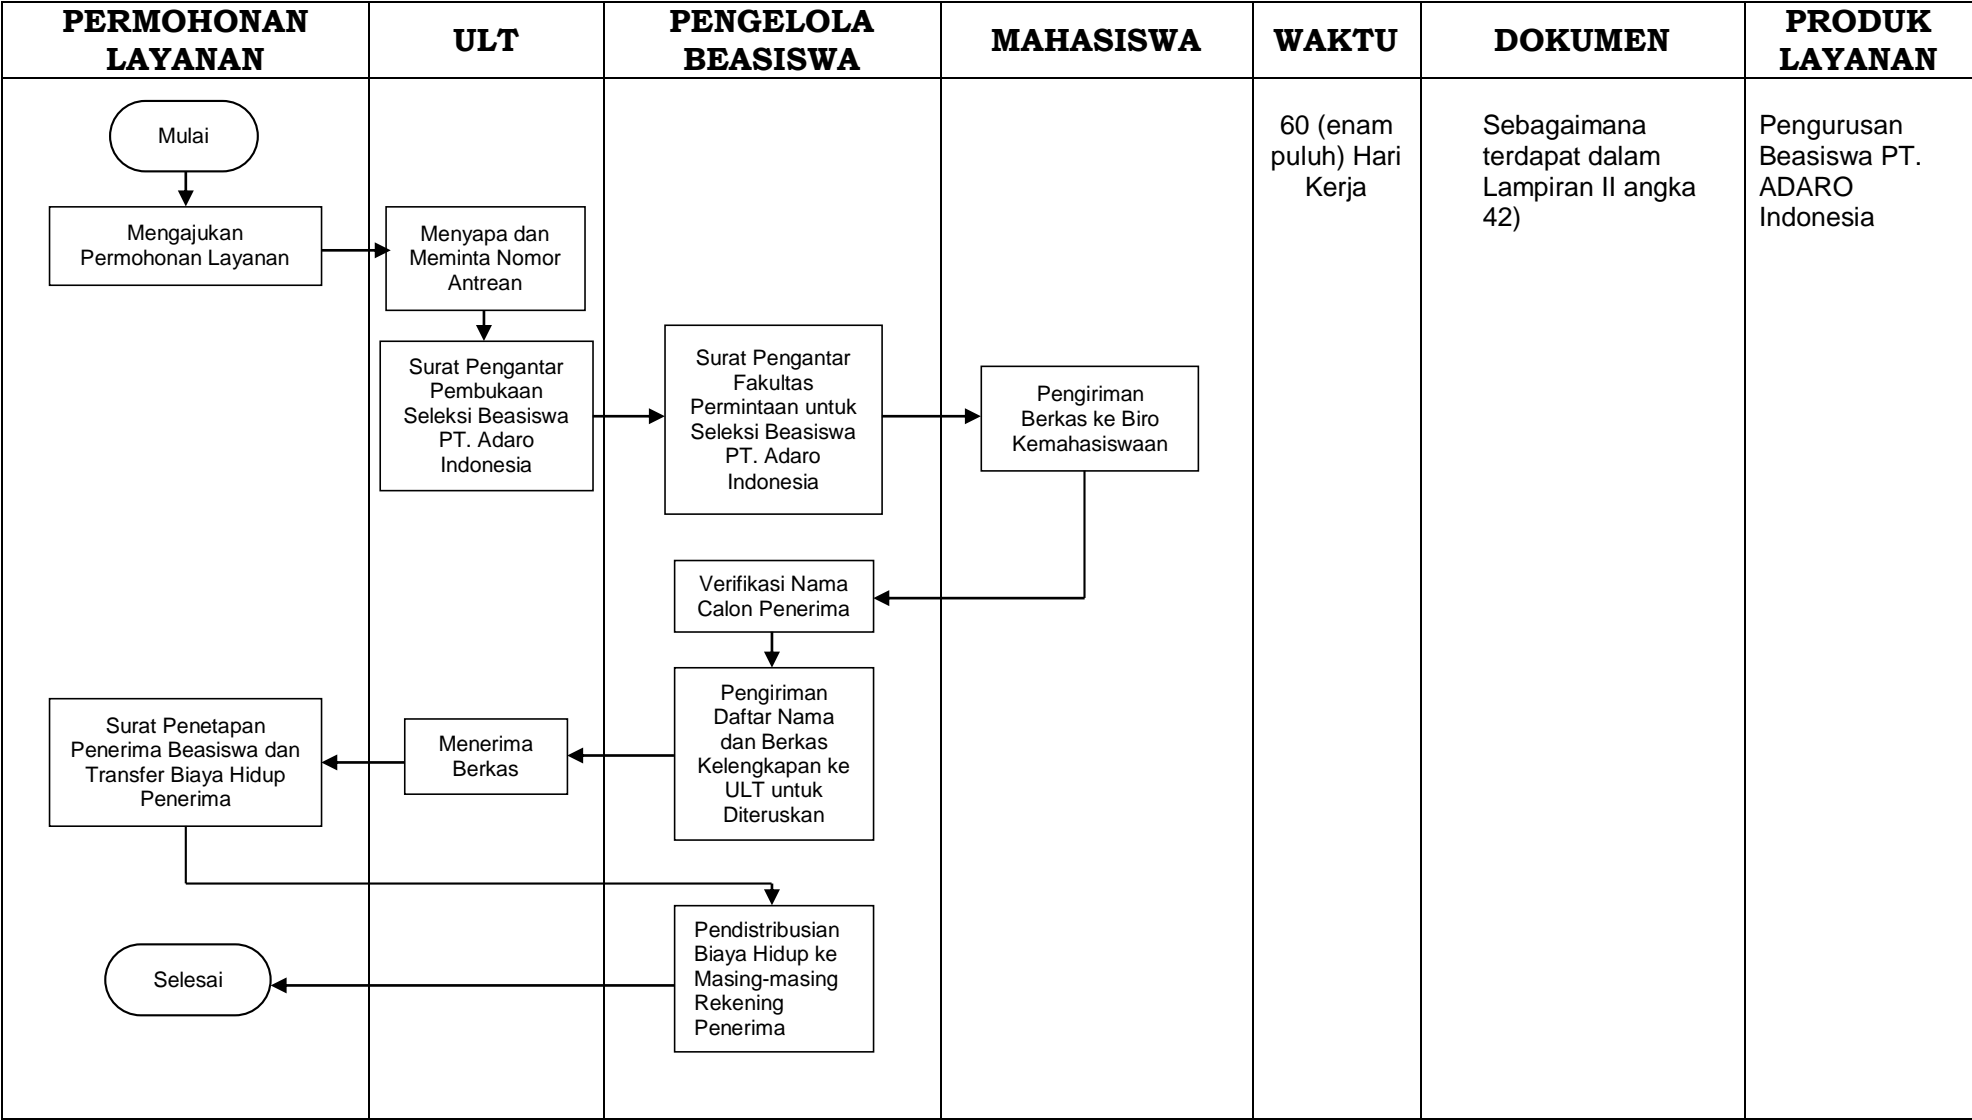 PERMOHONAN
LAYANAN
ULT
PENGELOLA
BEASISWA
MAHASISWA
WAKTU
DOKUMEN
PRODUK
LAYANAN
Mulai
Mengajukan
Permohonan Layanan
Menyapa dan
Meminta Nomor
Antrean
Surat Pengantar
Pembukaan
Seleksi Beasiswa
PT. Adaro
Indonesia
Surat Pengantar
Fakultas
Permintaan untuk
Seleksi Beasiswa
PT. Adaro
Indonesia
Pengiriman
Berkas ke Biro
Kemahasiswaan
Verifikasi Nama
Calon Penerima
Pengiriman
Daftar Nama
dan Berkas
Kelengkapan ke
ULT untuk
Diteruskan
Menerima
Berkas
Surat Penetapan
Penerima Beasiswa dan
Transfer Biaya Hidup
Penerima
Pendistribusian
Biaya Hidup ke
Masing-masing
Rekening
Penerima
Selesai
60 (enam
puluh) Hari
Kerja
Sebagaimana
terdapat dalam
Lampiran II angka
42)
Pengurusan
Beasiswa PT.
ADARO
Indonesia